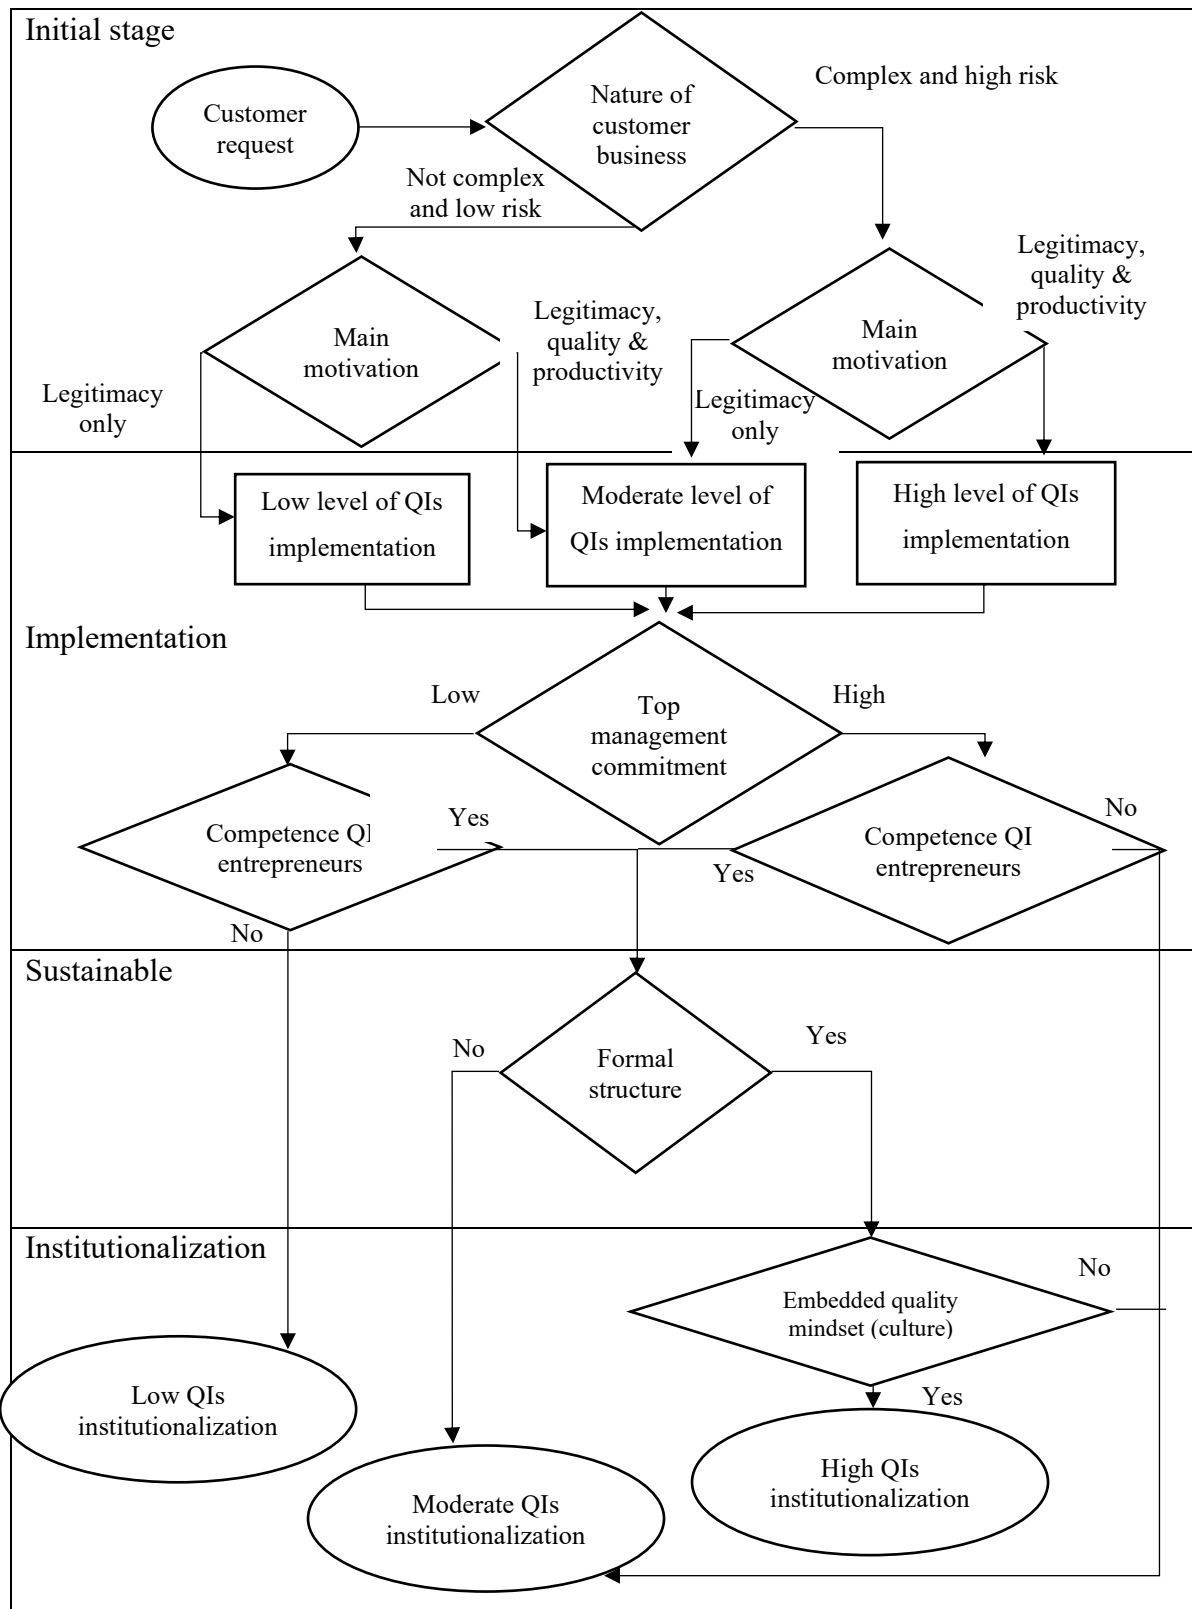 Initial stage
Complex and high risk
Nature of
customer
business
Customer
request
Not complex
and low risk
Legitimacy,
quality &
productivity
Legitimacy,
quality &
productivity
Main
motivation
Main
motivation
Legitimacy
only
Legitimacy
only
Low level of QIs
implementation
Moderate level of
QIs implementation
High level of QIs
implementation
Implementation
Low
High
Top
management
commitment
Yes
No
Competence QI
entrepreneurs
Competence QI
entrepreneurs
Yes
No
Sustainable
No
Yes
Formal
structure
Institutionalization
No
Embedded quality
mindset (culture)
Yes
Low QIs
institutionalization
High QIs
institutionalization
Moderate QIs
institutionalization